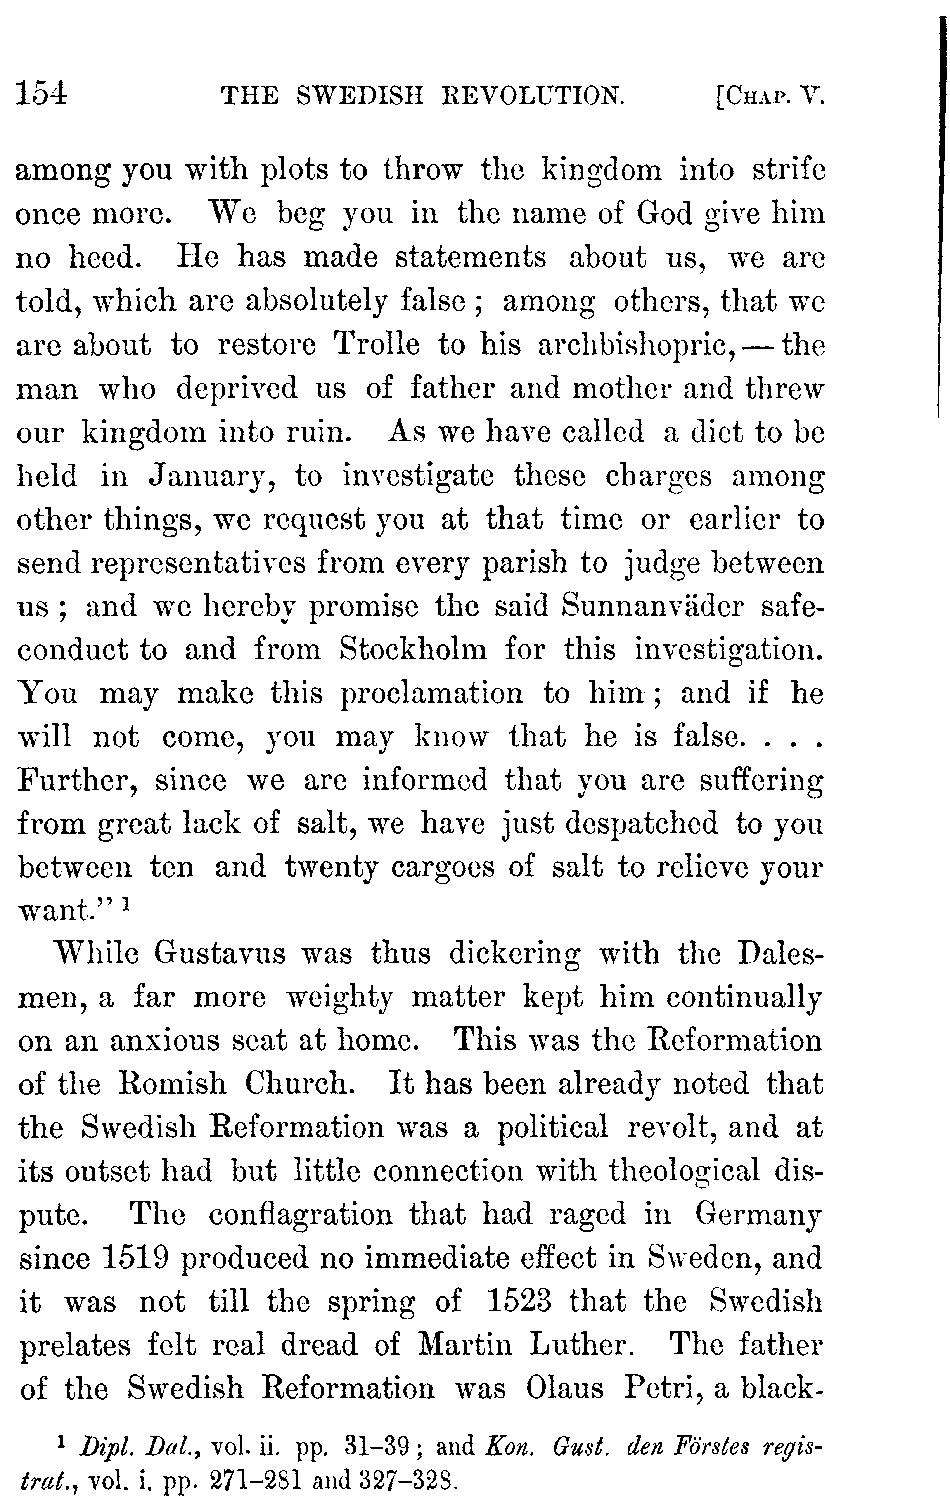 154 THE SWEDISH REVOLUTION. [CHAP. V.
among you with plots to throw the kingdom into strife
once more. We beg you in the name of God give him
no heed. He has made statements about us, we are
told, which are absolutely false ; among others, that we
are about to restore Trolle to his archbishopric, — the
man who deprived us of father and mother and threw
our kingdom into ruin. As we have called a diet to be
held in January, to investigate these charges among
other things, we request you at that time or earlier to
send representatives from every parish to judge between
us ; and we hereby promise the said Sunnanväder safe-
conduct to and from Stockholm for this investigation.
You may make this proclamation to him ; and if he
will not come, you may know that he is false. . . .
Further, since we are informed that you are suffering
from great lack of salt, we have just despatched to you
between ten and twenty cargoes of salt to relieve your
want." 1
While Gustavus was thus dickering with the Dales-
men, a far more weighty matter kept him continually
on an anxious seat at home. This was the Reformation
of the Romish Church. It has been already noted that
the Swedish Reformation was a political revolt, and at
its outset had but little connection with theological dis-
pute. The conflagration that had raged in Germany
since 1519 produced no immediate effect in Sweden, and
it was not till the spring of 1523 that the Swedish
prelates felt real dread of Martin Luther. The father
of the Swedish Reformation was Olaus Petri, a black-
1 Dipl. Dal., vol. ii. pp. 31–39 ; and Kon. Gust. den Förstes regis-
trat., vol. i. pp. 271–281 and 327–328.